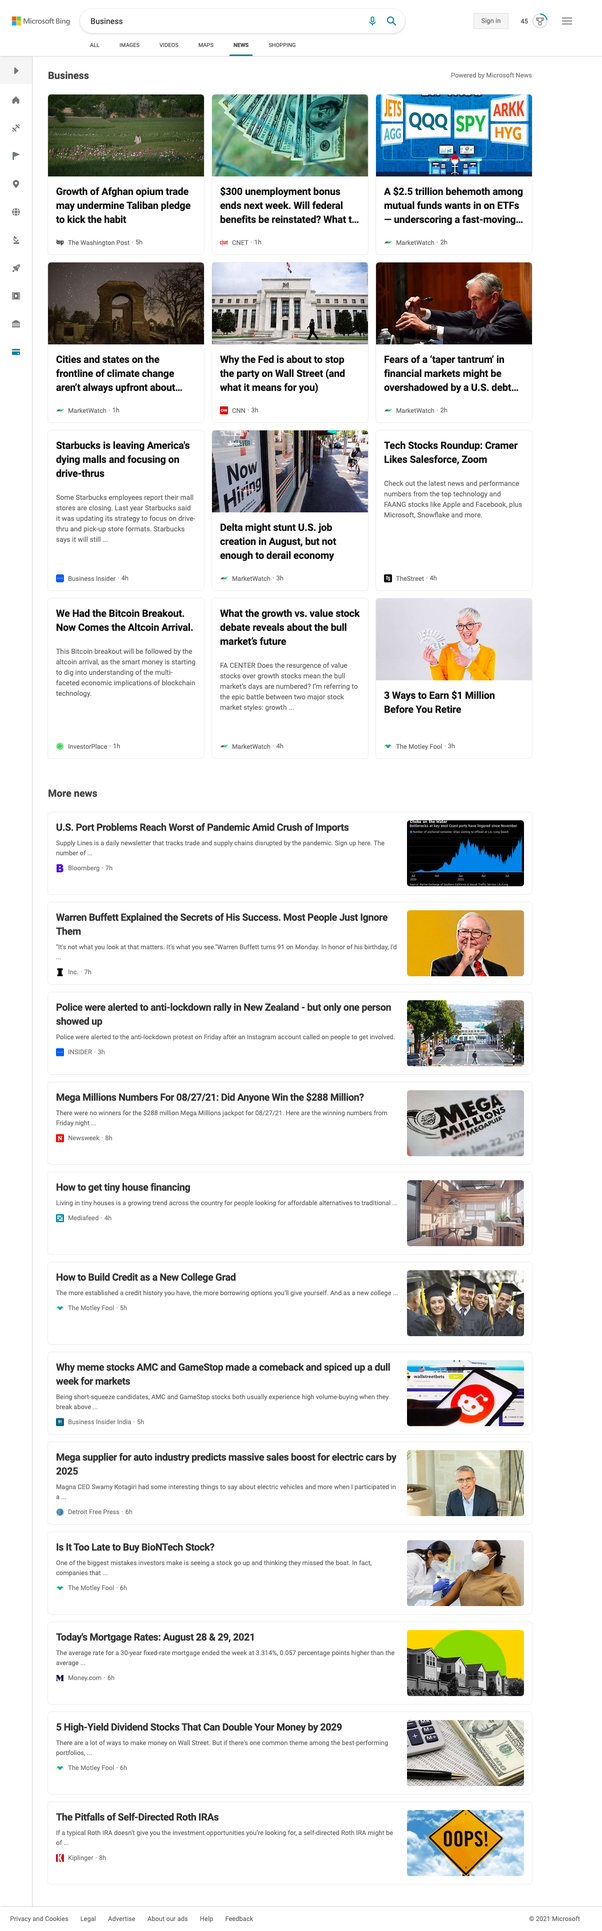 Microsoft Bing
Business
Sign in
45
ALL
IMAGES
VIDEOS
MAPS
NEWS
SHOPPING
Business
Powered by Microsoft News
JETS
AGG
QQQ
SPY
ARKK
HYG
Growth of Afghan opium trade
may undermine Taliban pledge
to kick the habit
The Washington Post · 5h
$300 unemployment bonus
ends next week. Will federal
benefits be reinstated? What t...
CNET · 1h
A $2.5 trillion behemoth among
mutual funds wants in on ETFs
— underscoring a fast-moving...
MarketWatch · 2h
Cities and states on the
frontline of climate change
aren't always upfront about...
MarketWatch · 1h
Why the Fed is about to stop
the party on Wall Street (and
what it means for you)
CNN · 3h
Fears of a ‘taper tantrum’ in
financial markets might be
overshadowed by a U.S. debt...
MarketWatch · 2h
Starbucks is leaving America's
dying malls and focusing on
drive-thrus
Some Starbucks employees report their mall
stores are closing. Last year Starbucks said
it was updating its strategy to focus on drive-
thru and pick-up store formats. Starbucks
says it will still ...
Business Insider · 4h
Now
Hiring
Delta might stunt U.S. job
creation in August, but not
enough to derail economy
MarketWatch · 3h
Tech Stocks Roundup: Cramer
Likes Salesforce, Zoom
Check out the latest news and performance
numbers from the top technology and
FAANG stocks like Apple and Facebook, plus
Microsoft, Snowflake and more.
TheStreet · 4h
We Had the Bitcoin Breakout.
Now Comes the Altcoin Arrival.
This Bitcoin breakout will be followed by the
altcoin arrival, as the smart money is starting
to dig into understanding of the multi-
faceted economic implications of blockchain
technology.
InvestorPlace · 1h
What the growth vs. value stock
debate reveals about the bull
market’s future
FA CENTER Does the resurgence of value
stocks over growth stocks mean the bull
market’s days are numbered? I’m referring to
the epic battle between two major stock
market styles: growth ...
MarketWatch · 4h
3 Ways to Earn $1 Million
Before You Retire
The Motley Fool · 3h
More news
U.S. Port Problems Reach Worst of Pandemic Amid Crush of Imports
Supply Lines is a daily newsletter that tracks trade and supply chains disrupted by the pandemic. Sign up here. The
number of ...
Bloomberg · 7h
Warren Buffett Explained the Secrets of His Success. Most People Just Ignore
Them
"It's not what you look at that matters. It's what you see."Warren Buffett turns 91 on Monday. In honor of his birthday, I'd
...
Inc. · 7h
Police were alerted to anti-lockdown rally in New Zealand - but only one person
showed up
Police were alerted to the anti-lockdown protest on Friday after an Instagram account called on people to get involved.
INSIDER · 3h
Mega Millions Numbers For 08/27/21: Did Anyone Win the $288 Million?
There were no winners for the $288 million Mega Millions jackpot for 08/27/21. Here are the winning numbers from
Friday night ...
Newsweek · 8h
MEGA
MILLIONS
How to get tiny house financing
Living in tiny houses is a growing trend across the country for people looking for affordable alternatives to traditional ...
Mediafeed · 4h
How to Build Credit as a New College Grad
The more established a credit history you have, the more borrowing options you'll give yourself. And as a new college ...
The Motley Fool · 5h
Why meme stocks AMC and GameStop made a comeback and spiced up a dull
week for markets
Being short-squeeze candidates, AMC and GameStop stocks both usually experience high volume-buying when they
break above ...
Business Insider India · 5h
wallstreetbets
Mega supplier for auto industry predicts massive sales boost for electric cars by
2025
Magna CEO Swamy Kotagiri had some interesting things to say about electric vehicles and more when I participated in
a ...
Detroit Free Press · 6h
Is It Too Late to Buy BioNTech Stock?
One of the biggest mistakes investors make is seeing a stock go up and thinking they missed the boat. In fact,
companies that ...
The Motley Fool · 6h
Today's Mortgage Rates: August 28 & 29, 2021
The average rate for a 30-year fixed-rate mortgage ended the week at 3.314%, 0.057 percentage points higher than the
average ...
Money.com · 6h
5 High-Yield Dividend Stocks That Can Double Your Money by 2029
There are a lot of ways to make money on Wall Street. But if there's one common theme among the best-performing
portfolios, ...
The Motley Fool · 6h
The Pitfalls of Self-Directed Roth IRAs
If a typical Roth IRA doesn't give you the investment opportunities you're looking for, a self-directed Roth IRA might be
of ...
Kiplinger · 8h
OOPS!
Privacy and Cookies
Legal
Advertise
About our ads
Help
Feedback
© 2021 Microsoft